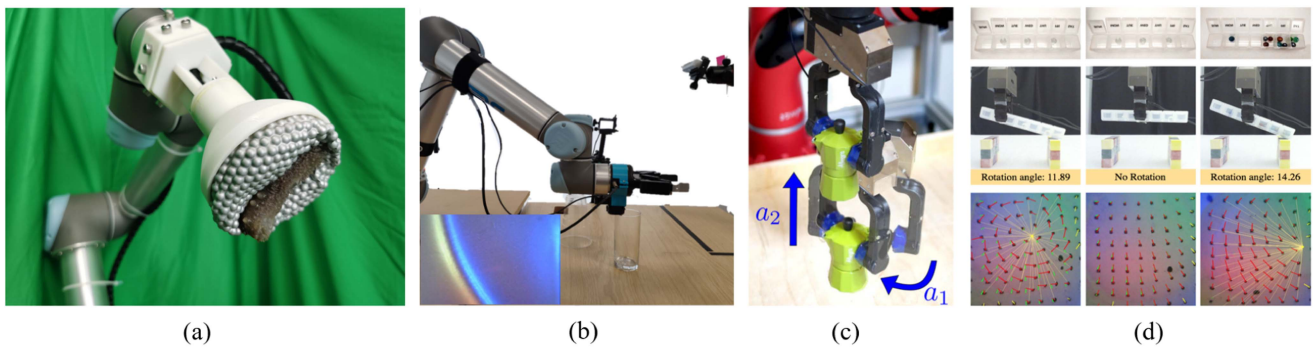 a₂
a₁
Rotation angle: 11.89
No Rotation
Rotation angle: 14.26
(a)
(b)
(c)
(d)